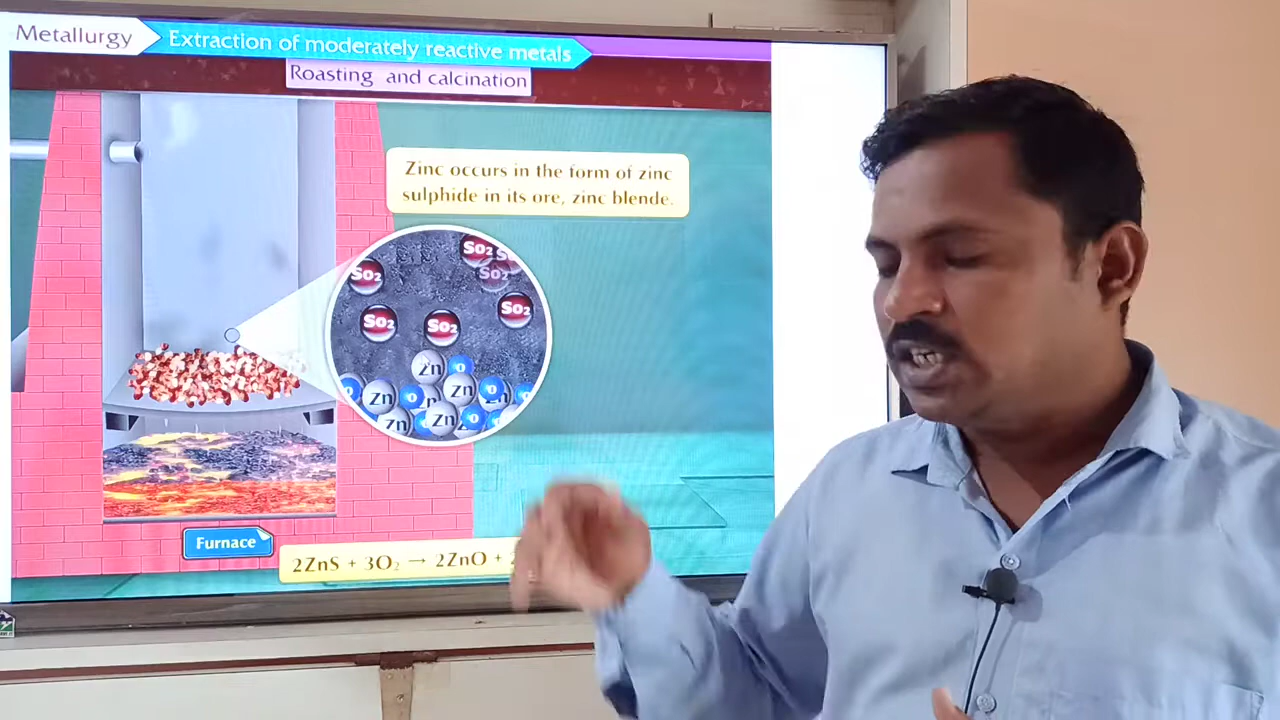 Metallurgy
Extraction of moderately reactive metals
Roasting and calcination
Zinc occurs in the form of zinc
sulphide in its ore, zinc blende.
SO₂
SO₂
SO₂
SO₂
SO₂
SO₂
Zn
O
Zn
O
Zn
O
O
Zn
Zn
Furnace
2ZnS + 3O₂ → 2ZnO +